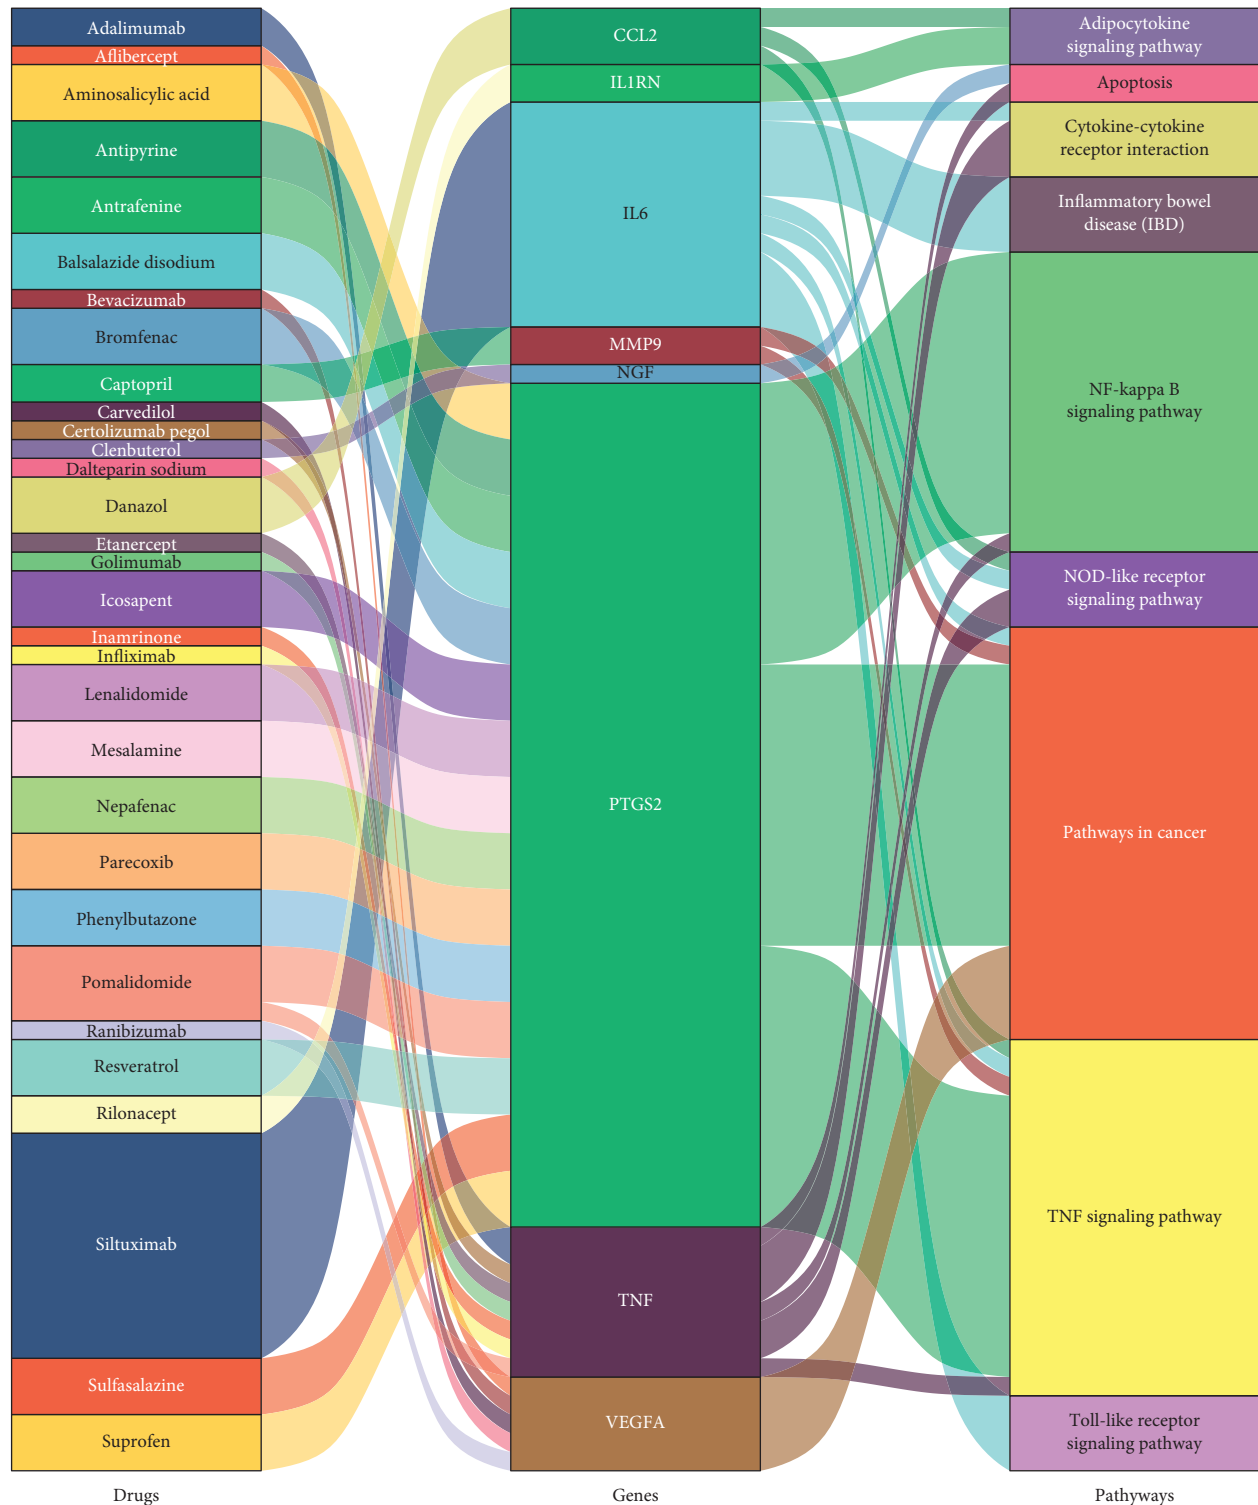 Adalimumab
Aflibercept
Aminosalicylic acid
Antipyrine
Antrafenine
Balsalazide disodium
Bevacizumab
Bromfenac
Captopril
Carvedilol
Certolizumab pegol
Clenbuterol
Dalteparin sodium
Danazol
Etanercept
Golimumab
Icosapent
Inamrinone
Infliximab
Lenalidomide
Mesalamine
Nepafenac
Parecoxib
Phenylbutazone
Pomalidomide
Ranibizumab
Resveratrol
Rilonacept
Siltuximab
Sulfasalazine
Suprofen
Drugs
CCL2
IL1RN
IL6
MMP9
NGF
PTGS2
TNF
VEGFA
Genes
Adipocytokine
signaling pathway
Apoptosis
Cytokine-cytokine
receptor interaction
Inflammatory bowel
disease (IBD)
NF-kappa B
signaling pathway
NOD-like receptor
signaling pathway
Pathways in cancer
TNF signaling pathway
Toll-like receptor
signaling pathway
Pathyways